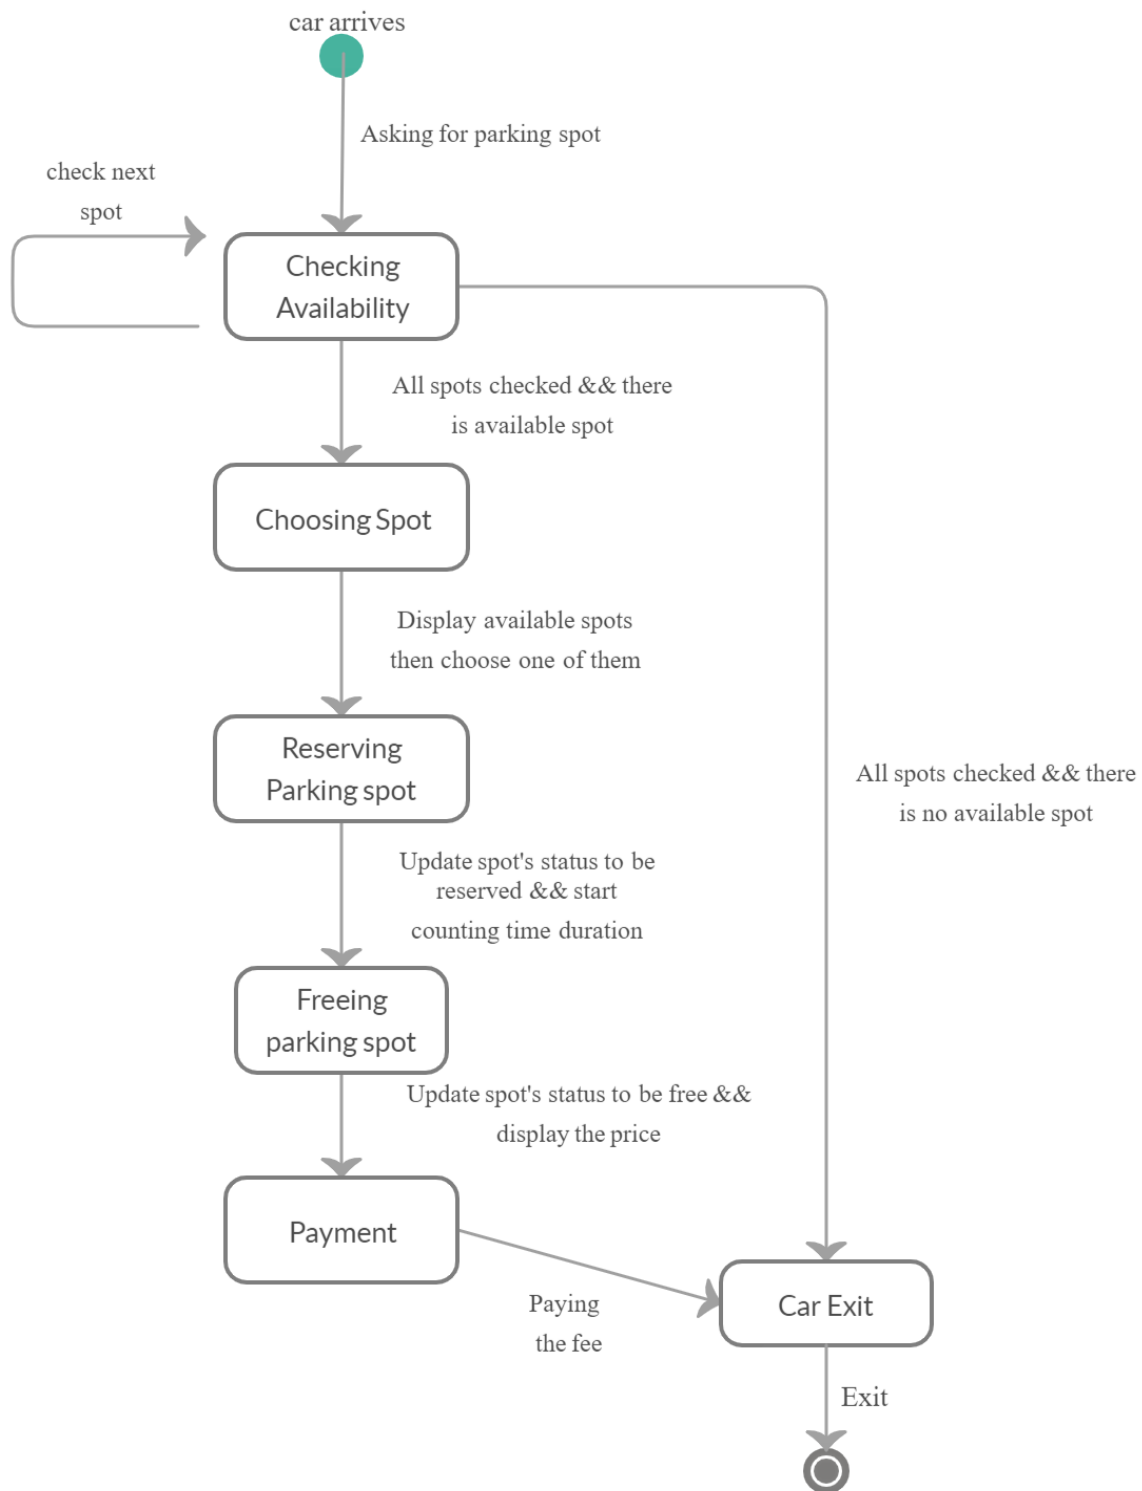 car arrives
Asking for parking spot
check next
spot
Checking
Availability
All spots checked && there
is available spot
Choosing Spot
Display available spots
then choose one of them
Reserving
Parking spot
All spots checked && there
is no available spot
Update spot's status to be
reserved && start
counting time duration
Freeing
parking spot
Update spot's status to be free &&
display the price
Payment
Paying
the fee
Car Exit
Exit